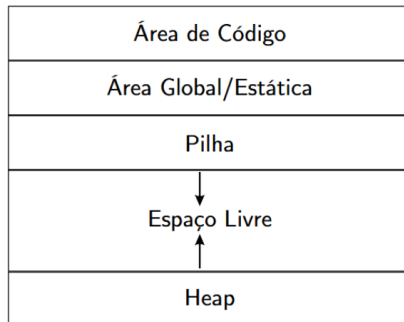 Área de Código
Área Global/Estática
Pilha
Espaço Livre
Heap